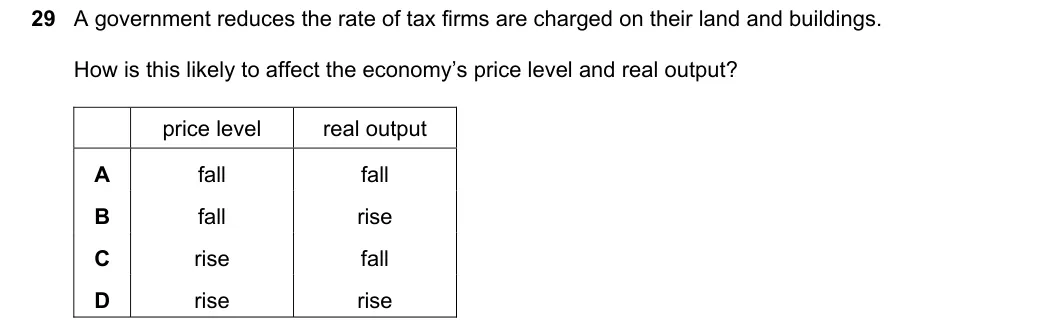 29 A government reduces the rate of tax firms are charged on their land and buildings.
How is this likely to affect the economy's price level and real output?
price level real output
A fall fall
B fall rise
C rise fall
D rise rise